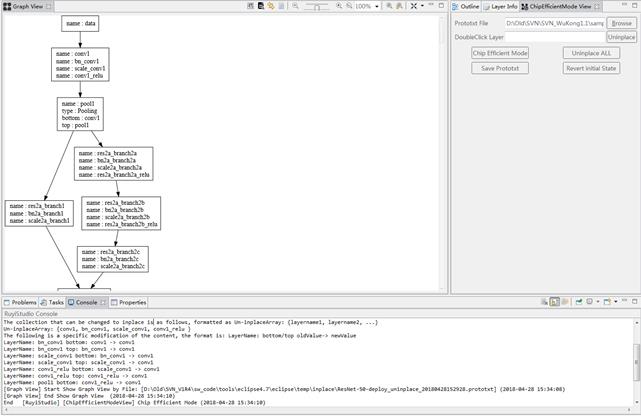 Graph View
100%
name : data
name : conv1
name : bn_conv1
name : scale_conv1
name : conv1_relu
name : pool1
type : Pooling
bottom : conv1
top : pool1
name : res2a_branch2a
name : bn2a_branch2a
name : scale2a_branch2a
name : res2a_branch2a_relu
name : res2a_branch1
name : bn2a_branch1
name : scale2a_branch1
name : res2a_branch2b
name : bn2a_branch2b
name : scale2a_branch2b
name : res2a_branch2b_relu
name : res2a_branch2c
name : bn2a_branch2c
name : scale2a_branch2c
Outline
Layer Info
ChipEfficientMode View
Prototxt File
D:\Old\SVN\SVN_WuKong1.1\samp
Browse
DoubleClick Layer
Uninplace
Chip Efficient Mode
Uninplace ALL
Save Prototxt
Revert Initial State
Problems
Tasks
Console
Properties
RuyiStudio Console
The collection that can be changed to inplace is as follows, formatted as Un-inplaceArray: {layername1, layername2, ...}
Un-inplaceArray: {conv1, bn_conv1, scale_conv1, conv1_relu }
The following is a specific modification of the content, the format is: LayerName: bottom/top oldValue-> newValue
LayerName: bn_conv1 bottom: conv1 -> conv1
LayerName: bn_conv1 top: bn_conv1 -> conv1
LayerName: scale_conv1 bottom: bn_conv1 -> conv1
LayerName: scale_conv1 top: scale_conv1 -> conv1
LayerName: conv1_relu bottom: scale_conv1 -> conv1
LayerName: conv1_relu top: conv1_relu -> conv1
LayerName: pool1 bottom: conv1_relu -> conv1
[Graph View] Start Show Graph View by File: [D:\Old\SVN_V1R4\sw_code\tools\eclipse4.7\eclipse\temp\inplace\ResNet-50-deploy_uninplace_20180428152928.prototxt] (2018-04-28 15:34:08)
[Graph View] End Show Graph View (2018-04-28 15:34:10)
End [RuyiStudio] [ChipEfficientModeView] Chip Efficient Mode (2018-04-28 15:34:10)